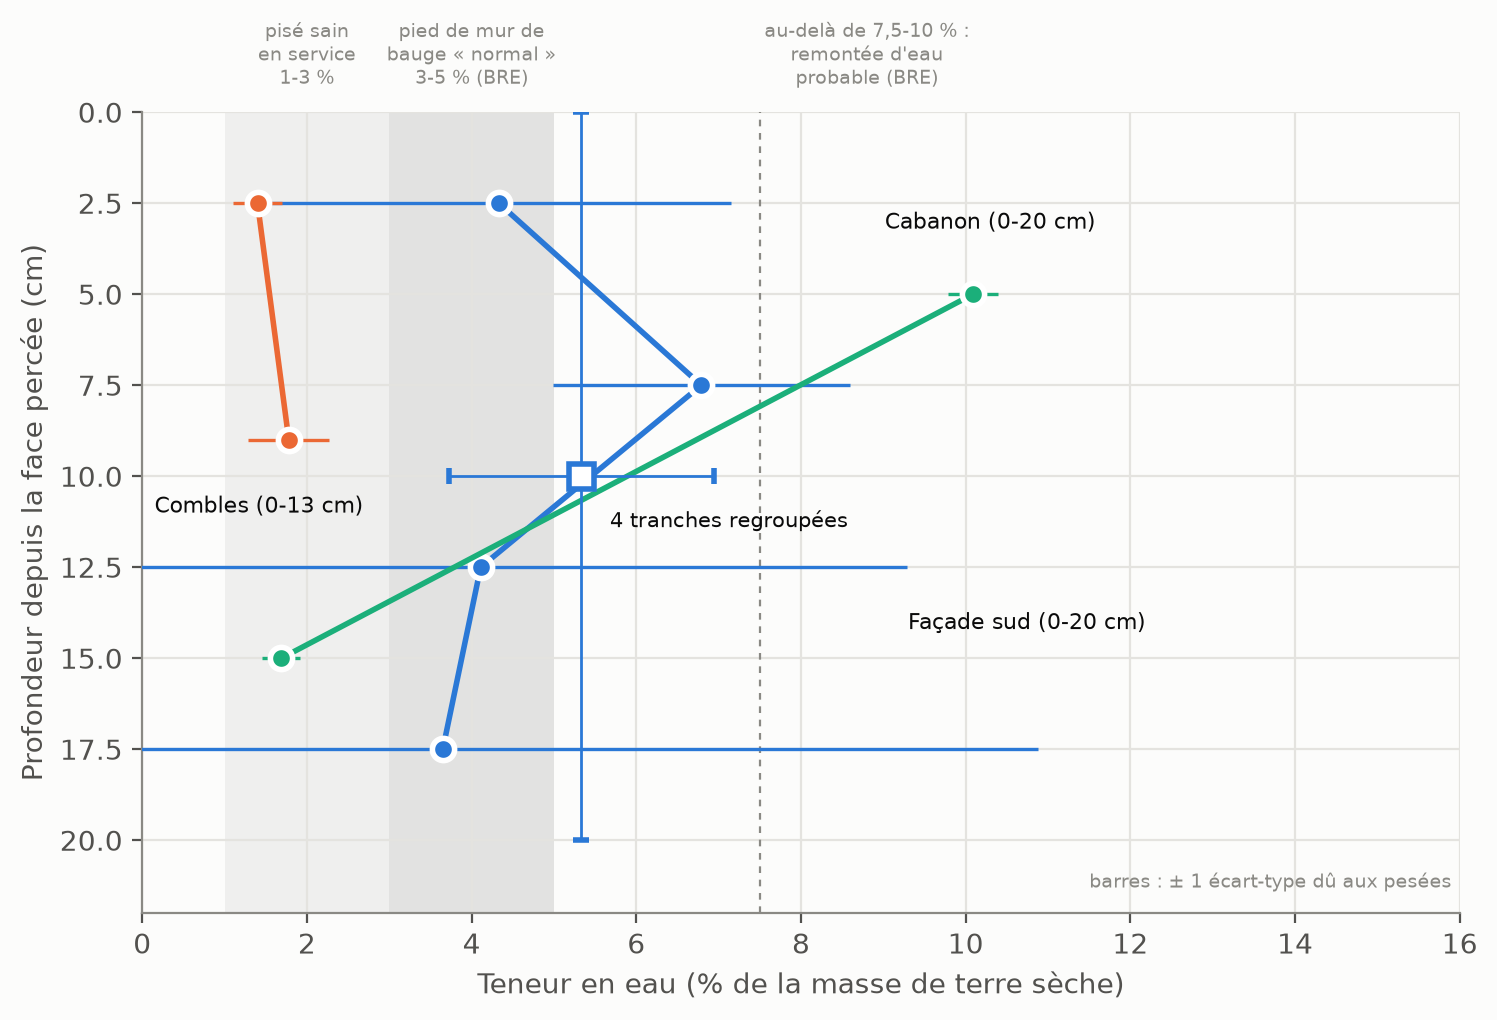 pisé sain
en service
1-3 %
pied de mur de
bauge « normal »
3-5 % (BRE)
au-delà de 7,5-10 % :
remontée d'eau
probable (BRE)
Profondeur depuis la face percée (cm)
0.0
2.5
5.0
7.5
10.0
12.5
15.0
17.5
20.0
Cabanon (0-20 cm)
Combles (0-13 cm)
4 tranches regroupées
Façade sud (0-20 cm)
barres : ± 1 écart-type dû aux pesées
0 2 4 6 8 10 12 14 16
Teneur en eau (% de la masse de terre sèche)